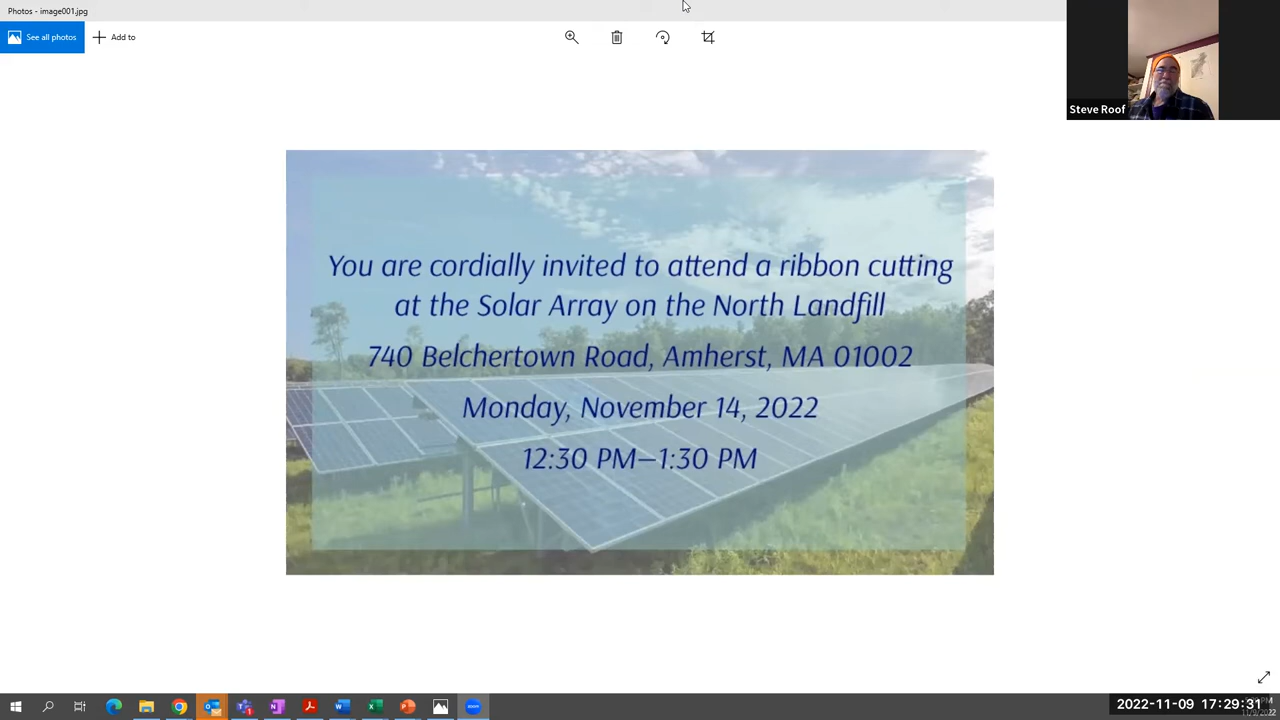 Photos - image001.jpg
See all photos
Add to
Steve Roof
You are cordially invited to attend a ribbon cutting
at the Solar Array on the North Landfill
740 Belchertown Road, Amherst, MA 01002
Monday, November 14, 2022
12:30 PM—1:30 PM
2022-11-09 17:29:31